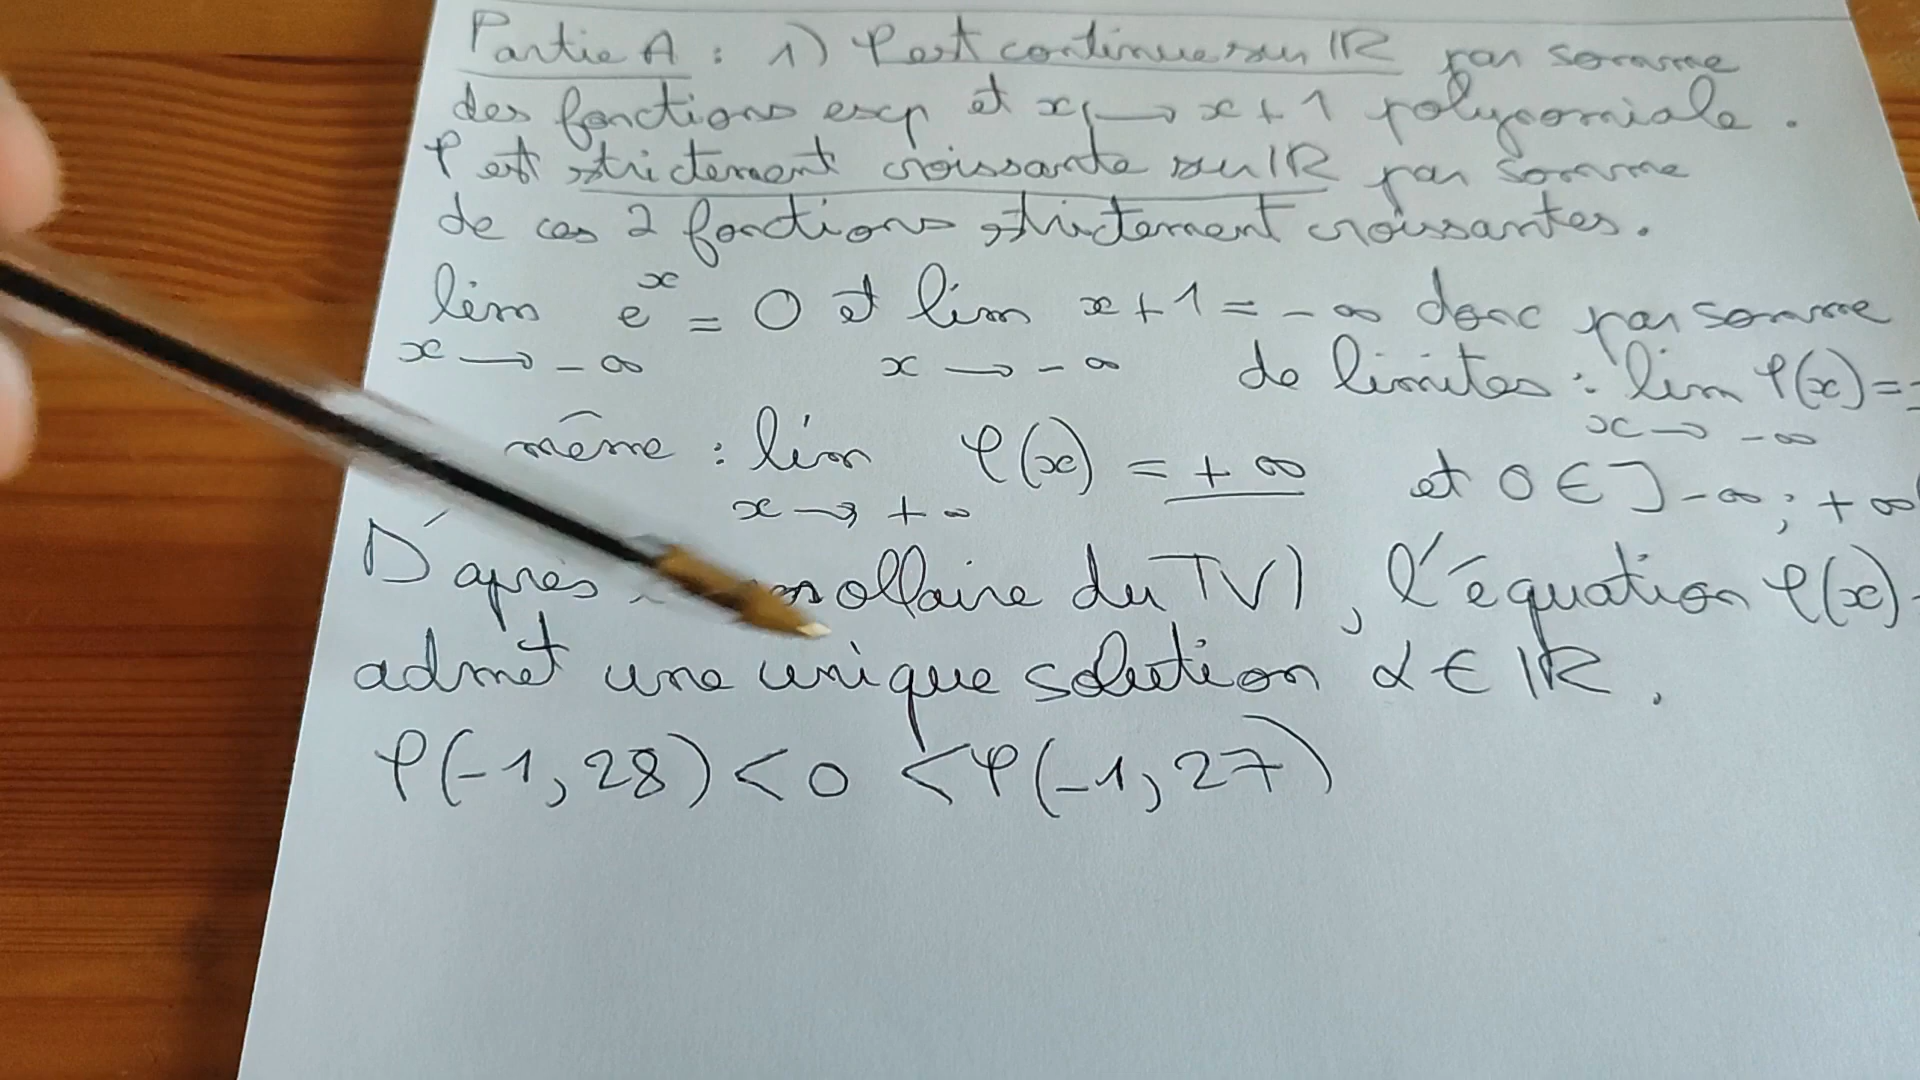 Partie A : 1) φ est continue sur ℝ par somme
des fonctions exp et x ↦ x + 1 polynomiale.
φ est strictement croissante sur ℝ par somme
de ces 2 fonctions strictement croissantes.
lim e^x = 0 et lim x + 1 = - ∞ donc par somme
x → - ∞ x → - ∞ de limites : lim φ(x) =
x → - ∞
même : lim φ(x) = + ∞ et 0 ∈ ]- ∞ ; + ∞
x → + ∞
D'après corollaire du TVI, l'équation φ(x)
admet une unique solution α ∈ ℝ.
φ(-1,28) < 0 < φ(-1,27)